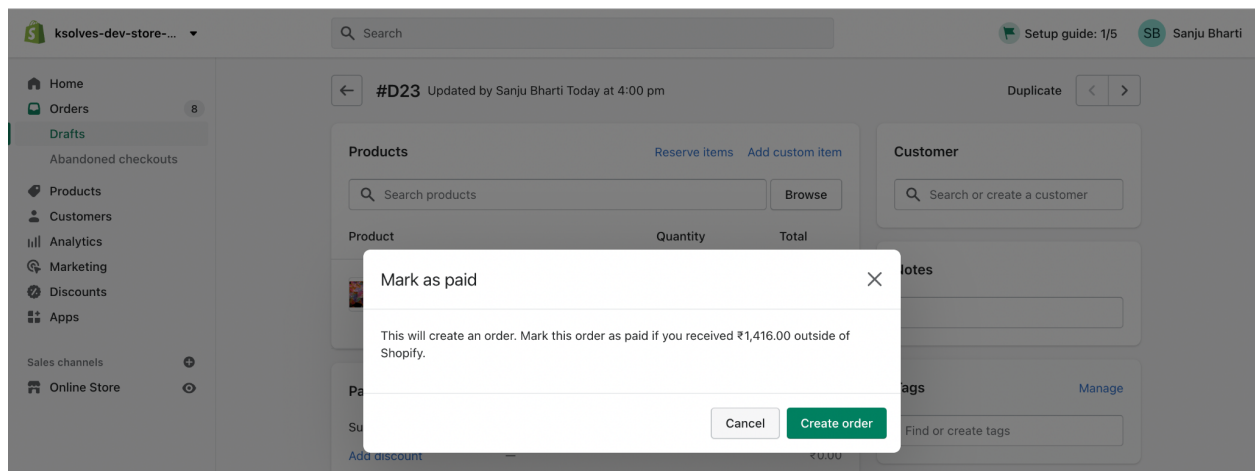 ksolves-dev-store-...
Search
Setup guide: 1/5
SB
Sanju Bharti
Home
Orders
8
Drafts
Abandoned checkouts
Products
Customers
Analytics
Marketing
Discounts
Apps
Sales channels
Online Store
#D23 Updated by Sanju Bharti Today at 4:00 pm
Duplicate
Products
Reserve items
Add custom item
Search products
Browse
Product
Quantity
Total
Customer
Search or create a customer
Mark as paid
This will create an order. Mark this order as paid if you received ₹1,416.00 outside of
Shopify.
Cancel
Create order
Add discount
—
₹0.00
Manage
Find or create tags